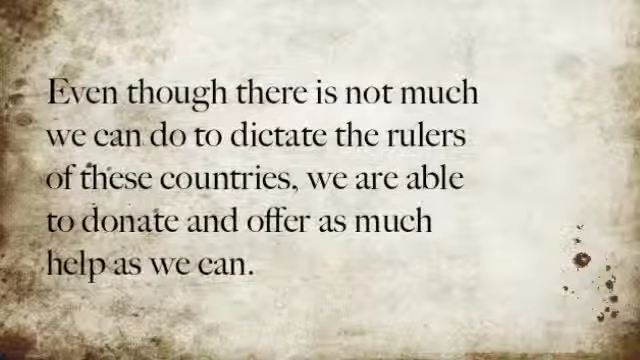 Even though there is not much
we can do to dictate the rulers
of these countries, we are able
to donate and offer as much
help as we can.